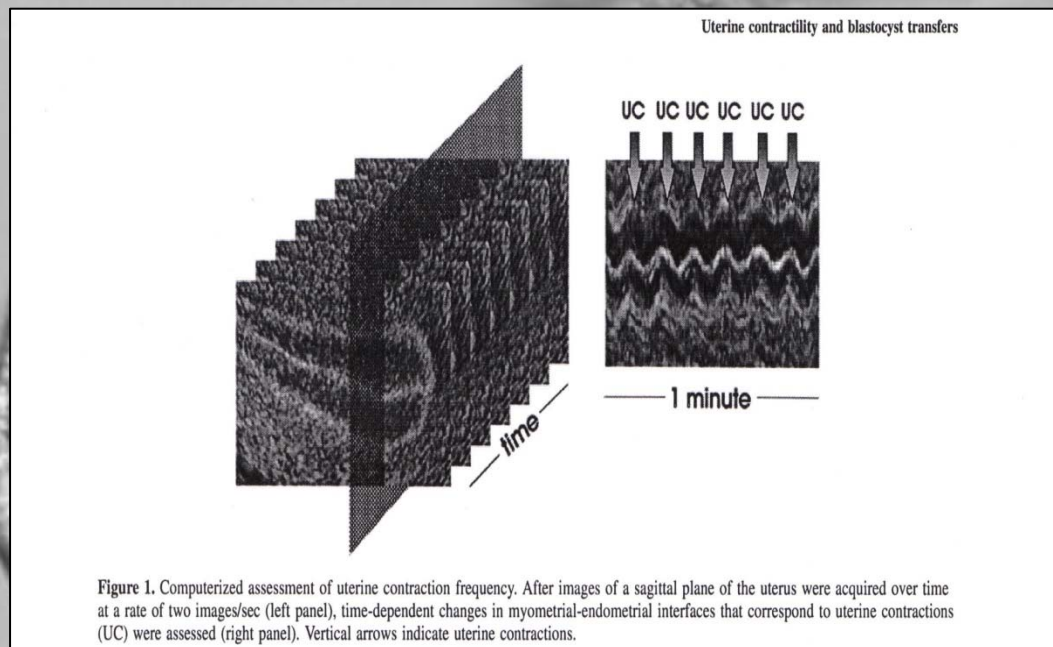 Uterine contractility and blastocyst transfers
UC UC UC UC UC UC
time
1 minute
Figure 1. Computerized assessment of uterine contraction frequency. After images of a sagittal plane of the uterus were acquired over time
at a rate of two images/sec (left panel), time-dependent changes in myometrial-endometrial interfaces that correspond to uterine contractions
(UC) were assessed (right panel). Vertical arrows indicate uterine contractions.